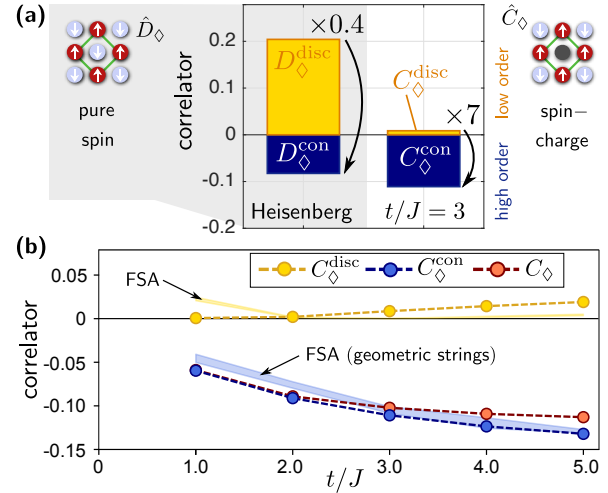 (a)
D̂◊
pure
spin
correlator
0.2
0.1
0
-0.1
-0.2
×0.4
D◊^disc
D◊^con
Heisenberg
C◊^disc
×7
C◊^con
t/J = 3
low order
high order
Ĉ◊
spin−
charge
(b)
correlator
0.05
0
-0.05
-0.10
-0.15
C◊^disc
C◊^con
C◊
FSA
FSA (geometric strings)
0
1.0
2.0
3.0
4.0
5.0
t/J